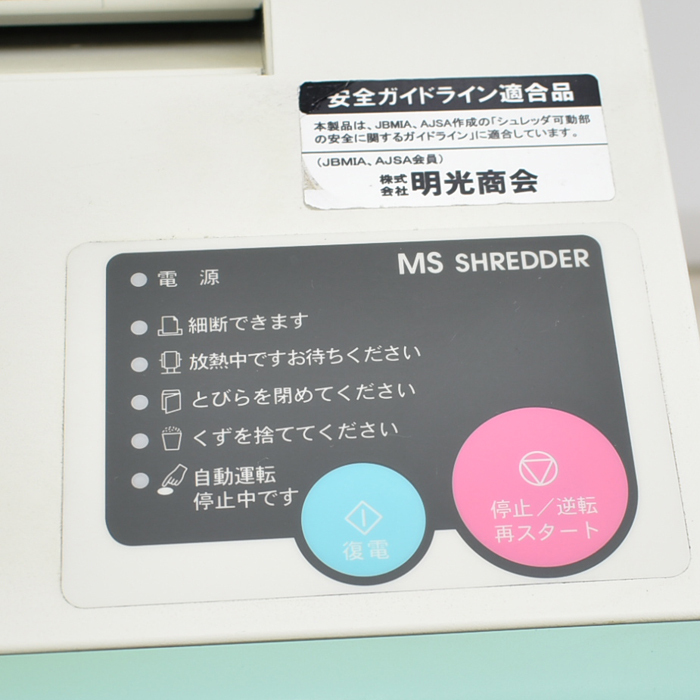 安全ガイドライン適合品
本製品は、JBMIA、AJSA作成の「シュレッダ可動部
の安全に関するガイドライン」に適合しています。
(JBMIA、AJSA会員)
株式会社 明光商会
MS SHREDDER
電源
細断できます
放熱中ですお待ちください
とびらを閉めてください
くずを捨ててください
自動運転
停止中です
復電
停止/逆転
再スタート